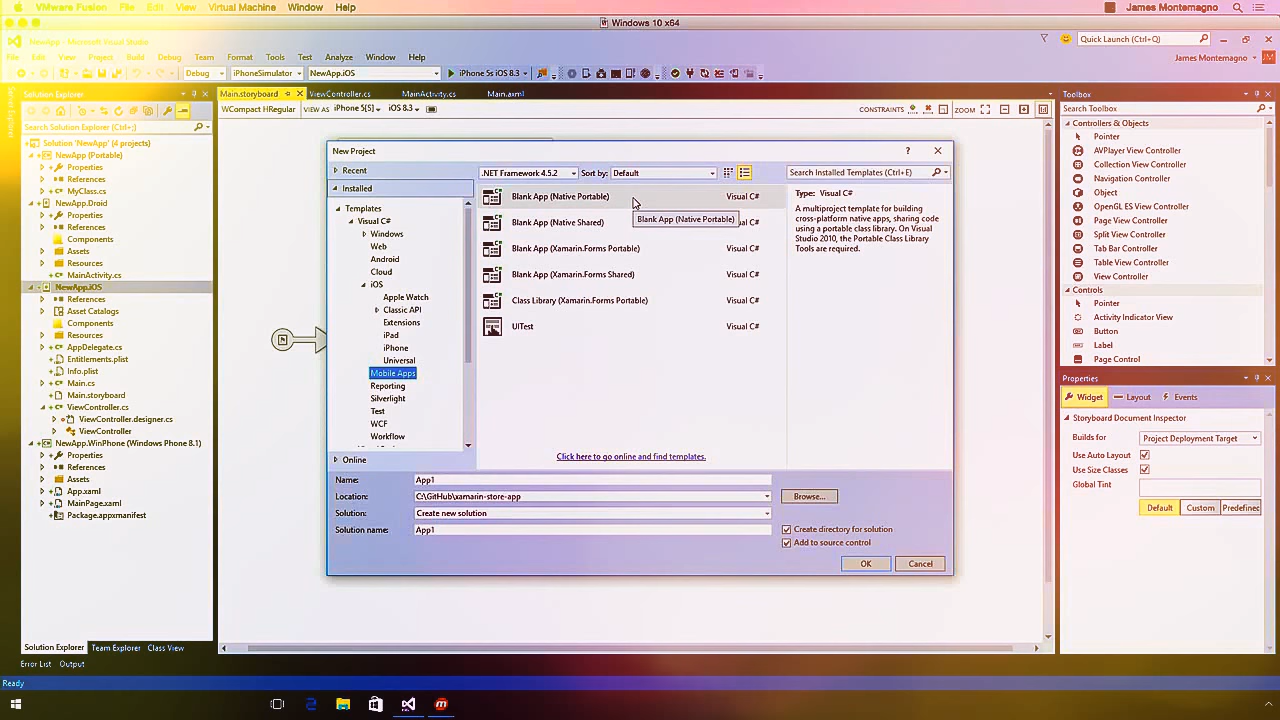 VMware Fusion File Edit View Virtual Machine Window Help James Montemagno
Windows 10 x64
NewApp - Microsoft Visual Studio Quick Launch (Ctrl+Q)
File Edit View Project Build Debug Team Format Tools Test Analyze Window Help James Montemagno JM
Debug iPhoneSimulator NewApp.iOS iPhone 5s iOS 8.3
Server Explorer
Solution Explorer
Search Solution Explorer (Ctrl+;)
Solution 'NewApp' (4 projects)
NewApp (Portable)
Properties
References
MyClass.cs
NewApp.Droid
Properties
References
Components
Assets
Resources
MainActivity.cs
NewApp.iOS
References
Asset Catalogs
Components
Resources
AppDelegate.cs
Entitlements.plist
Info.plist
Main.cs
Main.storyboard
ViewController.cs
ViewController.designer.cs
ViewController
NewApp.WinPhone (Windows Phone 8.1)
Properties
References
Assets
App.xaml
MainPage.xaml
Package.appxmanifest
Solution Explorer Team Explorer Class View
Error List Output
Ready
Main.storyboard ViewController.cs MainActivity.cs Main.axml
WCompact HRegular VIEW AS iPhone 5(S) iOS 8.3 CONSTRAINTS ZOOM
New Project
Recent
Installed
Templates
Visual C#
Windows
Web
Android
Cloud
iOS
Apple Watch
Classic API
Extensions
iPad
iPhone
Universal
Mobile Apps
Reporting
Silverlight
Test
WCF
Workflow
Online
.NET Framework 4.5.2 Sort by: Default Search Installed Templates (Ctrl+E)
Blank App (Native Portable) Visual C#
Blank App (Native Portable)
Blank App (Native Shared) Visual C#
Blank App (Xamarin.Forms Portable) Visual C#
Blank App (Xamarin.Forms Shared) Visual C#
Class Library (Xamarin.Forms Portable) Visual C#
UITest Visual C#
Click here to go online and find templates.
Type: Visual C#
A multiproject template for building
cross-platform native apps, sharing code
using a portable class library. On Visual
Studio 2010, the Portable Class Library
Tools are required.
Name: App1
Location: C:\GitHub\xamarin-store-app Browse...
Solution: Create new solution
Solution name: App1
Create directory for solution
Add to source control
OK Cancel
Toolbox
Search Toolbox
Controllers & Objects
Pointer
AVPlayer View Controller
Collection View Controller
Navigation Controller
Object
OpenGL ES View Controller
Page View Controller
Split View Controller
Tab Bar Controller
Table View Controller
View Controller
Controls
Pointer
Activity Indicator View
Button
Label
Page Control
Properties
Widget Layout Events
Storyboard Document Inspector
Builds for Project Deployment Target
Use Auto Layout
Use Size Classes
Global Tint
Default Custom Predefined